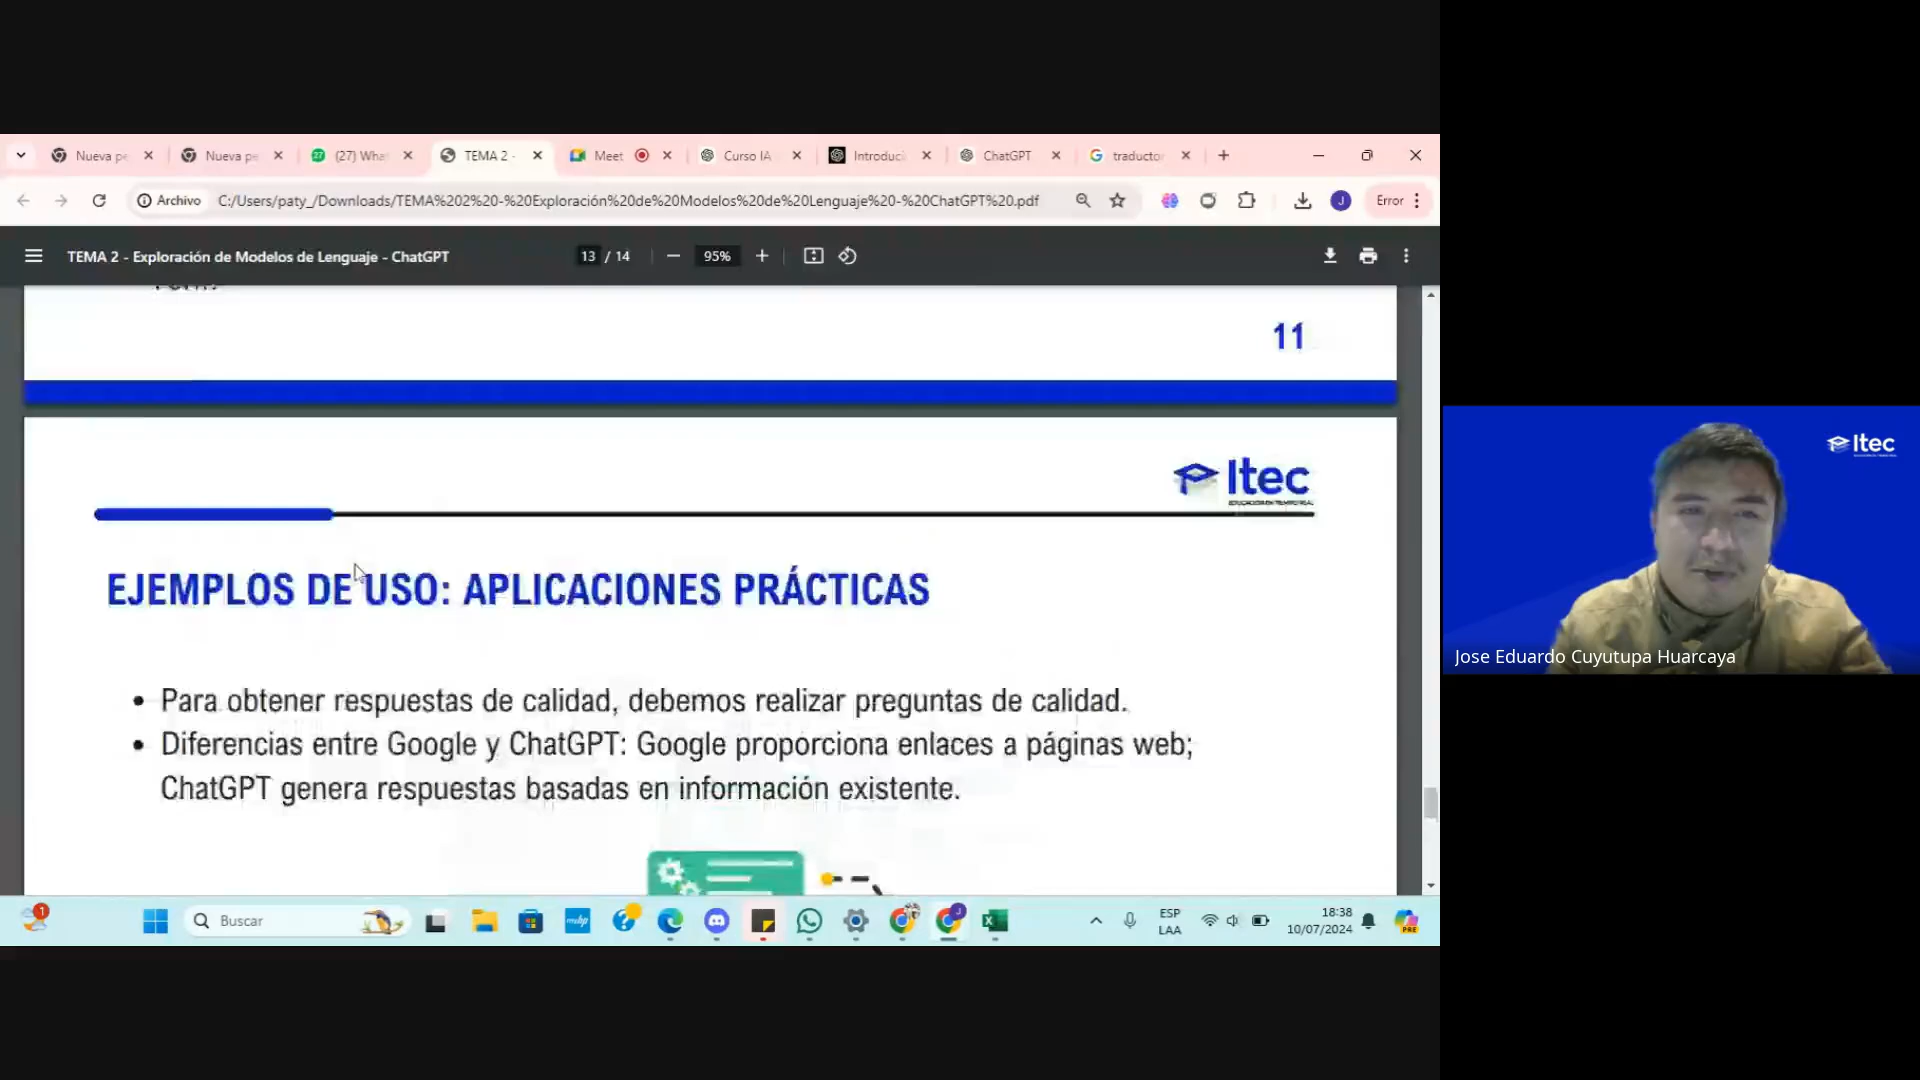 Nueva pe
Nueva pe
(27) Wha
TEMA 2 -
Meet
Curso IA
Introduci
ChatGPT
traductor
Archivo
C:/Users/paty_/Downloads/TEMA%202%20-%20Exploración%20de%20Modelos%20de%20Lenguaje%20-%20ChatGPT%20.pdf
J
Error
TEMA 2 - Exploración de Modelos de Lenguaje - ChatGPT
13 / 14
95%
11
Itec
EJEMPLOS DE USO: APLICACIONES PRÁCTICAS
• Para obtener respuestas de calidad, debemos realizar preguntas de calidad.
• Diferencias entre Google y ChatGPT: Google proporciona enlaces a páginas web;
ChatGPT genera respuestas basadas en información existente.
Itec
Jose Eduardo Cuyutupa Huarcaya
1
Buscar
mbp
J
ESP
LAA
18:38
10/07/2024
PRE